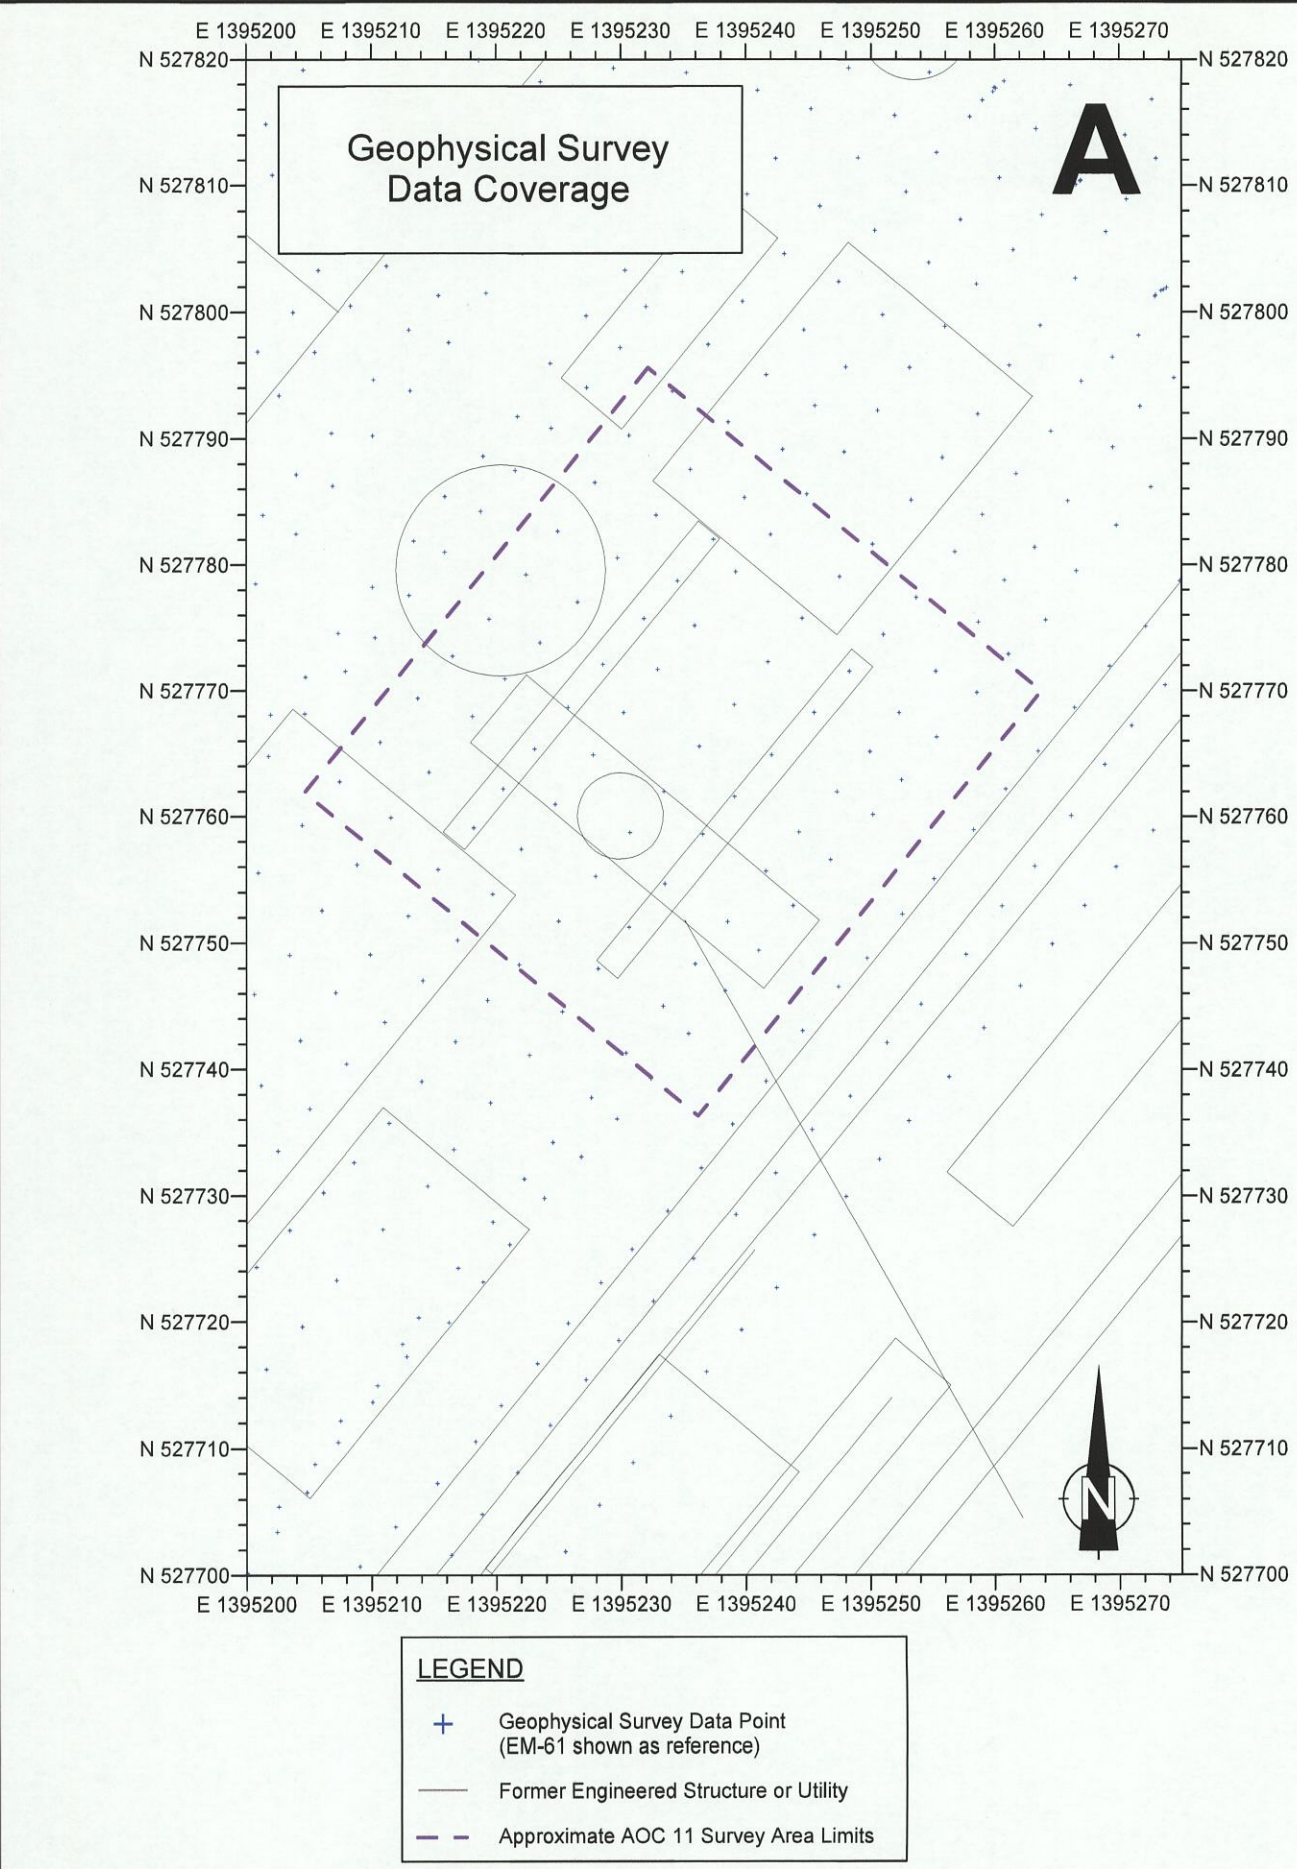 E 1395200 E 1395210 E 1395220 E 1395230 E 1395240 E 1395250 E 1395260 E 1395270
N 527820 N 527820
Geophysical Survey
Data Coverage
A
N 527810 N 527810
N 527800 N 527800
N 527790 N 527790
N 527780 N 527780
N 527770 N 527770
N 527760 N 527760
N 527750 N 527750
N 527740 N 527740
N 527730 N 527730
N 527720 N 527720
N 527710 N 527710
N
N 527700 N 527700
E 1395200 E 1395210 E 1395220 E 1395230 E 1395240 E 1395250 E 1395260 E 1395270
LEGEND
Geophysical Survey Data Point
(EM-61 shown as reference)
Former Engineered Structure or Utility
Approximate AOC 11 Survey Area Limits